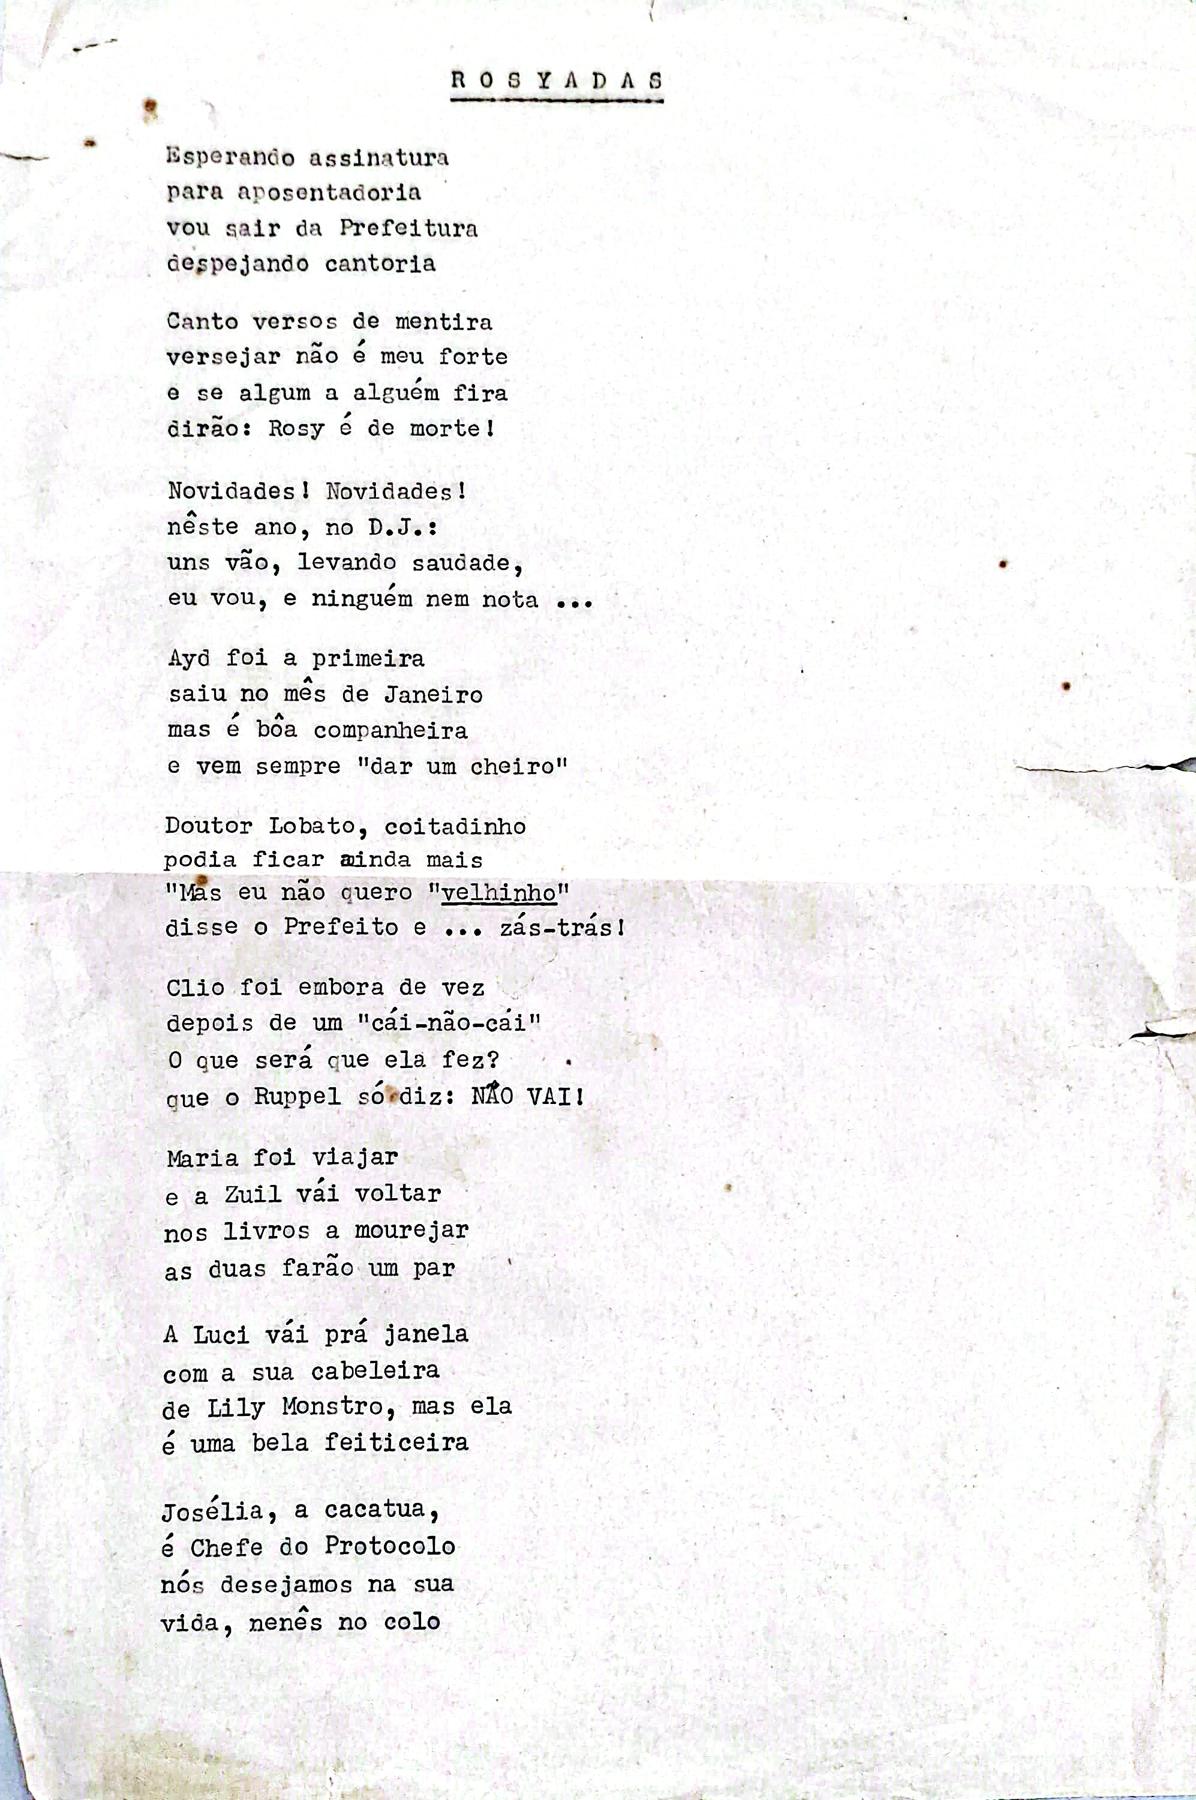 ROSYADAS
Esperando assinatura
para aposentadoria
vou sair da Prefeitura
despejando cantoria
Canto versos de mentira
versejar não é meu forte
e se algum a alguém fira
dirão: Rosy é de morte!
Novidades! Novidades!
nêste ano, no D.J.:
uns vão, levando saudade,
eu vou, e ninguém nem nota ...
Ayd foi a primeira
saiu no mês de Janeiro
mas é bôa companheira
e vem sempre "dar um cheiro"
Doutor Lobato, coitadinho
podia ficar ainda mais
"Mas eu não quero "velhinho"
disse o Prefeito e ... zás-trás!
Clio foi embora de vez
depois de um "cái-não-cái"
O que será que ela fez?
que o Ruppel só diz: NÃO VAI!
Maria foi viajar
e a Zuil vái voltar
nos livros a mourejar
as duas farão um par
A Luci vái prá janela
com a sua cabeleira
de Lily Monstro, mas ela
é uma bela feiticeira
Josélia, a cacatua,
é Chefe do Protocolo
nós desejamos na sua
vida, nenês no colo